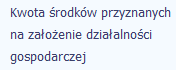 Kwota środków przyznanych
na założenie działalności
gospodarczej